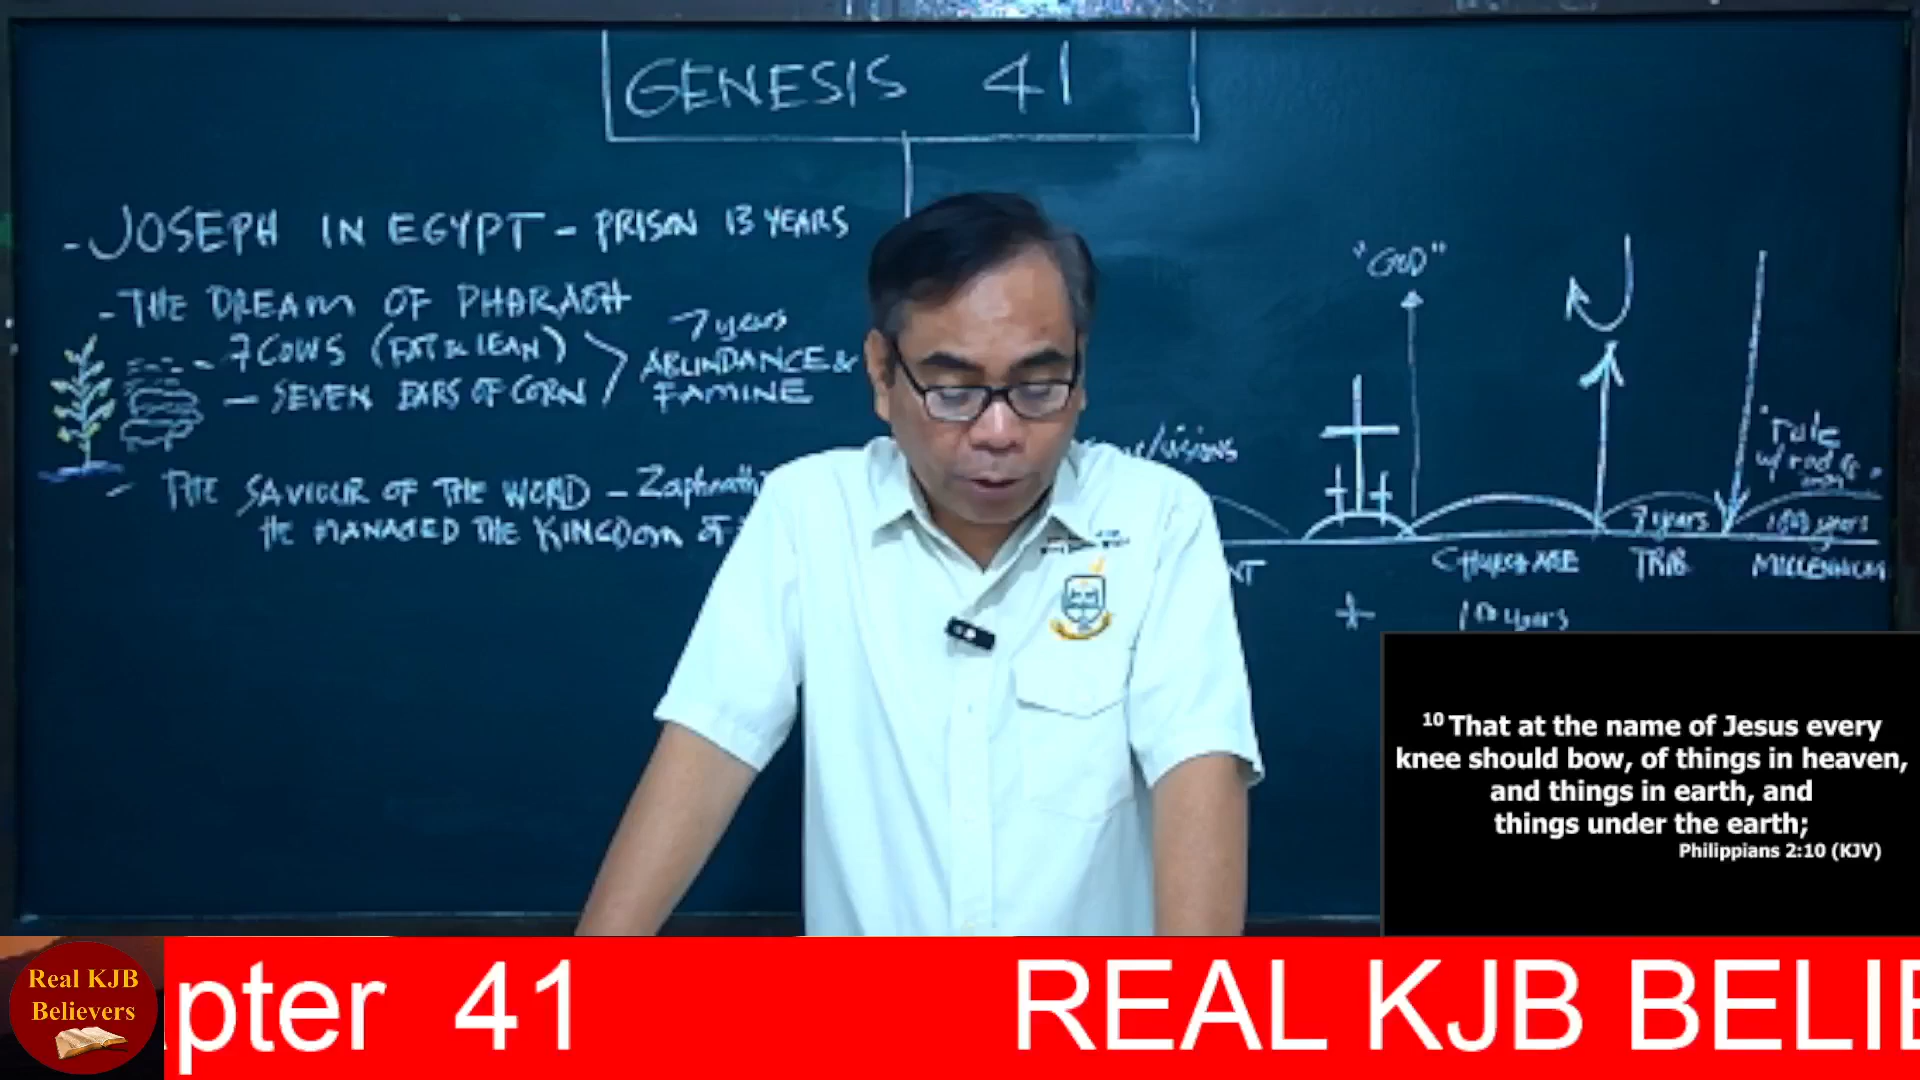 GENESIS 41
- JOSEPH IN EGYPT - PRISON 13 YEARS
- THE DREAM OF PHARAOH
- 7 COWS (FAT & LEAN)
- SEVEN EARS OF CORN
7 years
ABUNDANCE &
FAMINE
- THE SAVIOUR OF THE WORD - Zaphnath
HE MANAGED THE KINGDOM OF
/visions
"GOD"
"rule
w/ rod of
7 years
CHURCH AGE
TRIB
MILLENNIUM
years
10 That at the name of Jesus every
knee should bow, of things in heaven,
and things in earth, and
things under the earth;
Philippians 2:10 (KJV)
Real KJB
Believers
pter 41 REAL KJB BELIE